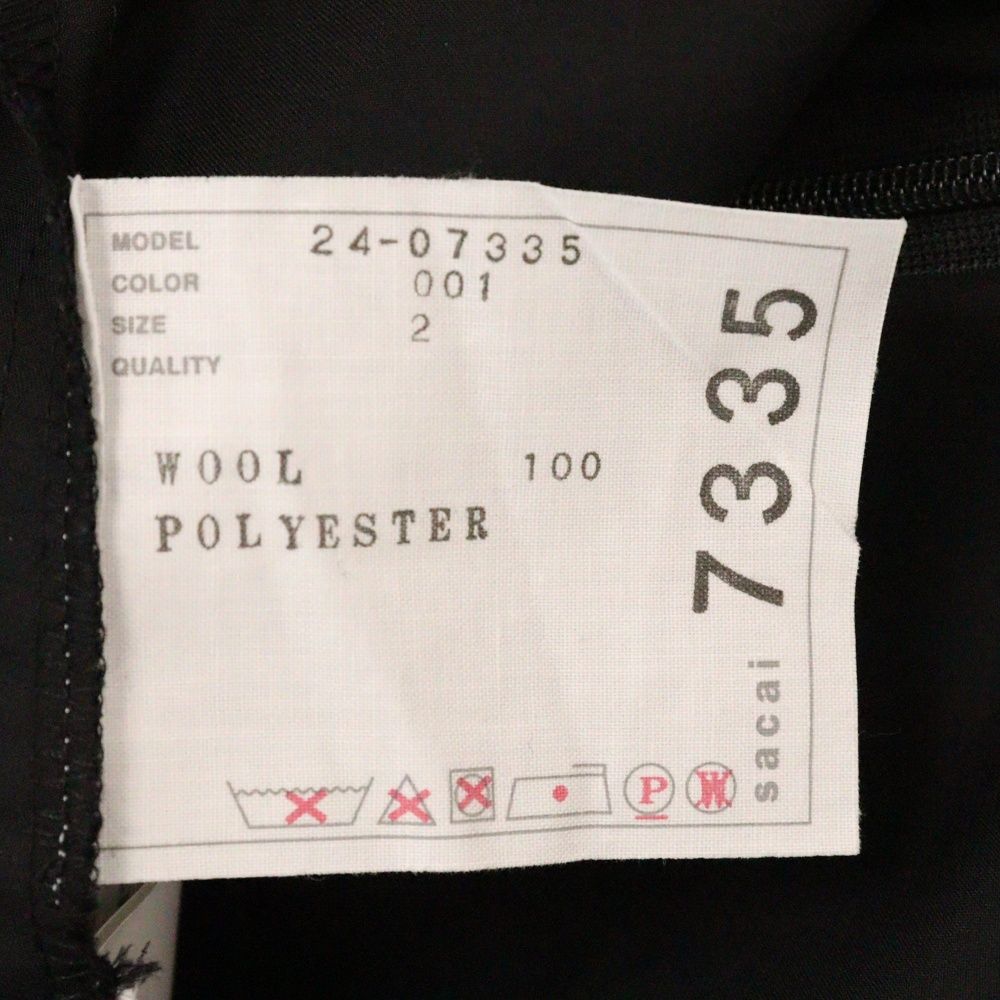 MODEL 24-07335
COLOR 001
SIZE 2
QUALITY
WOOL 100
POLYESTER
P W
sacai 7335